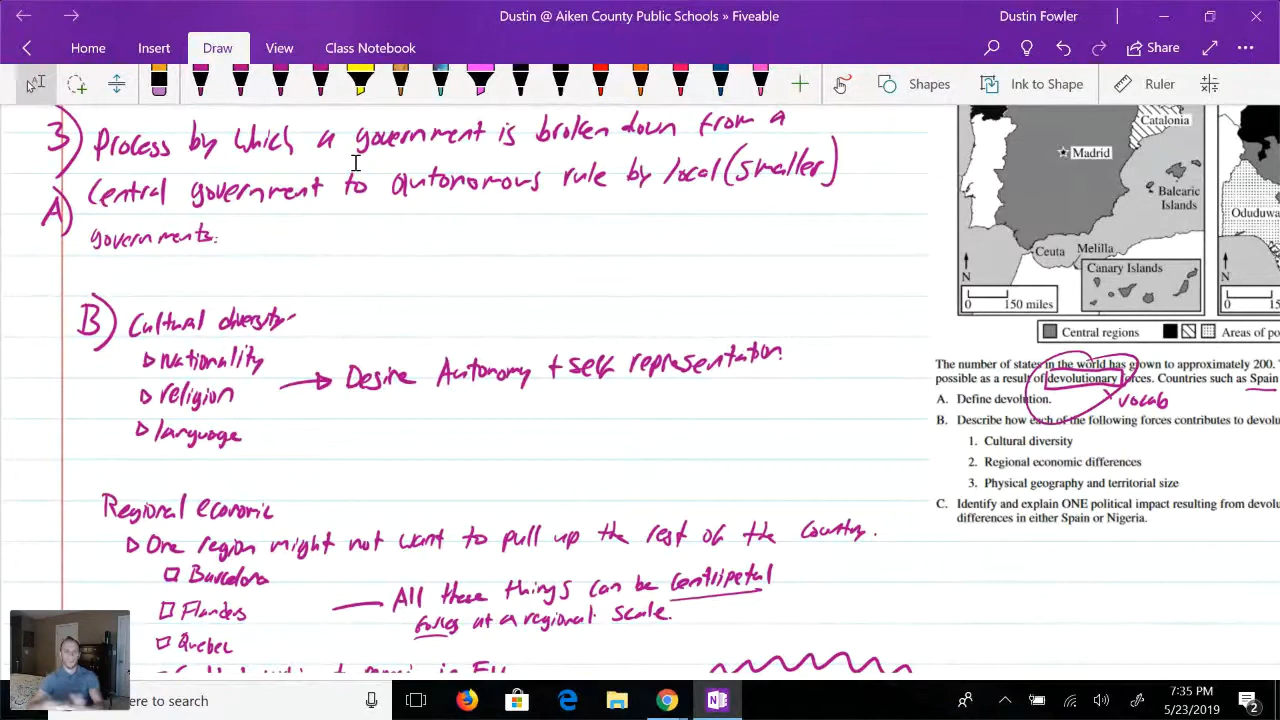 Dustin @ Aiken County Public Schools » Fiveable
Dustin Fowler
Home Insert Draw View Class Notebook
Share
Shapes Ink to Shape Ruler
3) Process by which a government is broken down from a
Central government to autonomous rule by local (smaller)
A)
governments.
B) Cultural diversity
Nationality
religion
language
Desire Autonomy + self representation
Regional economic
One region might not want to pull up the rest of the country.
Barcelona
Flanders
Quebec
All these things can be centripetal
forces at a regional scale.
Catalonia
Madrid
Balearic
Islands
Oduduwa
Ceuta Melilla
Canary Islands
N
0 150 miles
N
0
Central regions
Areas of po
The number of states in the world has grown to approximately 200.
possible as a result of devolutionary forces. Countries such as Spain
A. Define devolution.
vocab
B. Describe how each of the following forces contributes to devolu
1. Cultural diversity
2. Regional economic differences
3. Physical geography and territorial size
C. Identify and explain ONE political impact resulting from devolu
differences in either Spain or Nigeria.
re to search
7:35 PM
5/23/2019
2